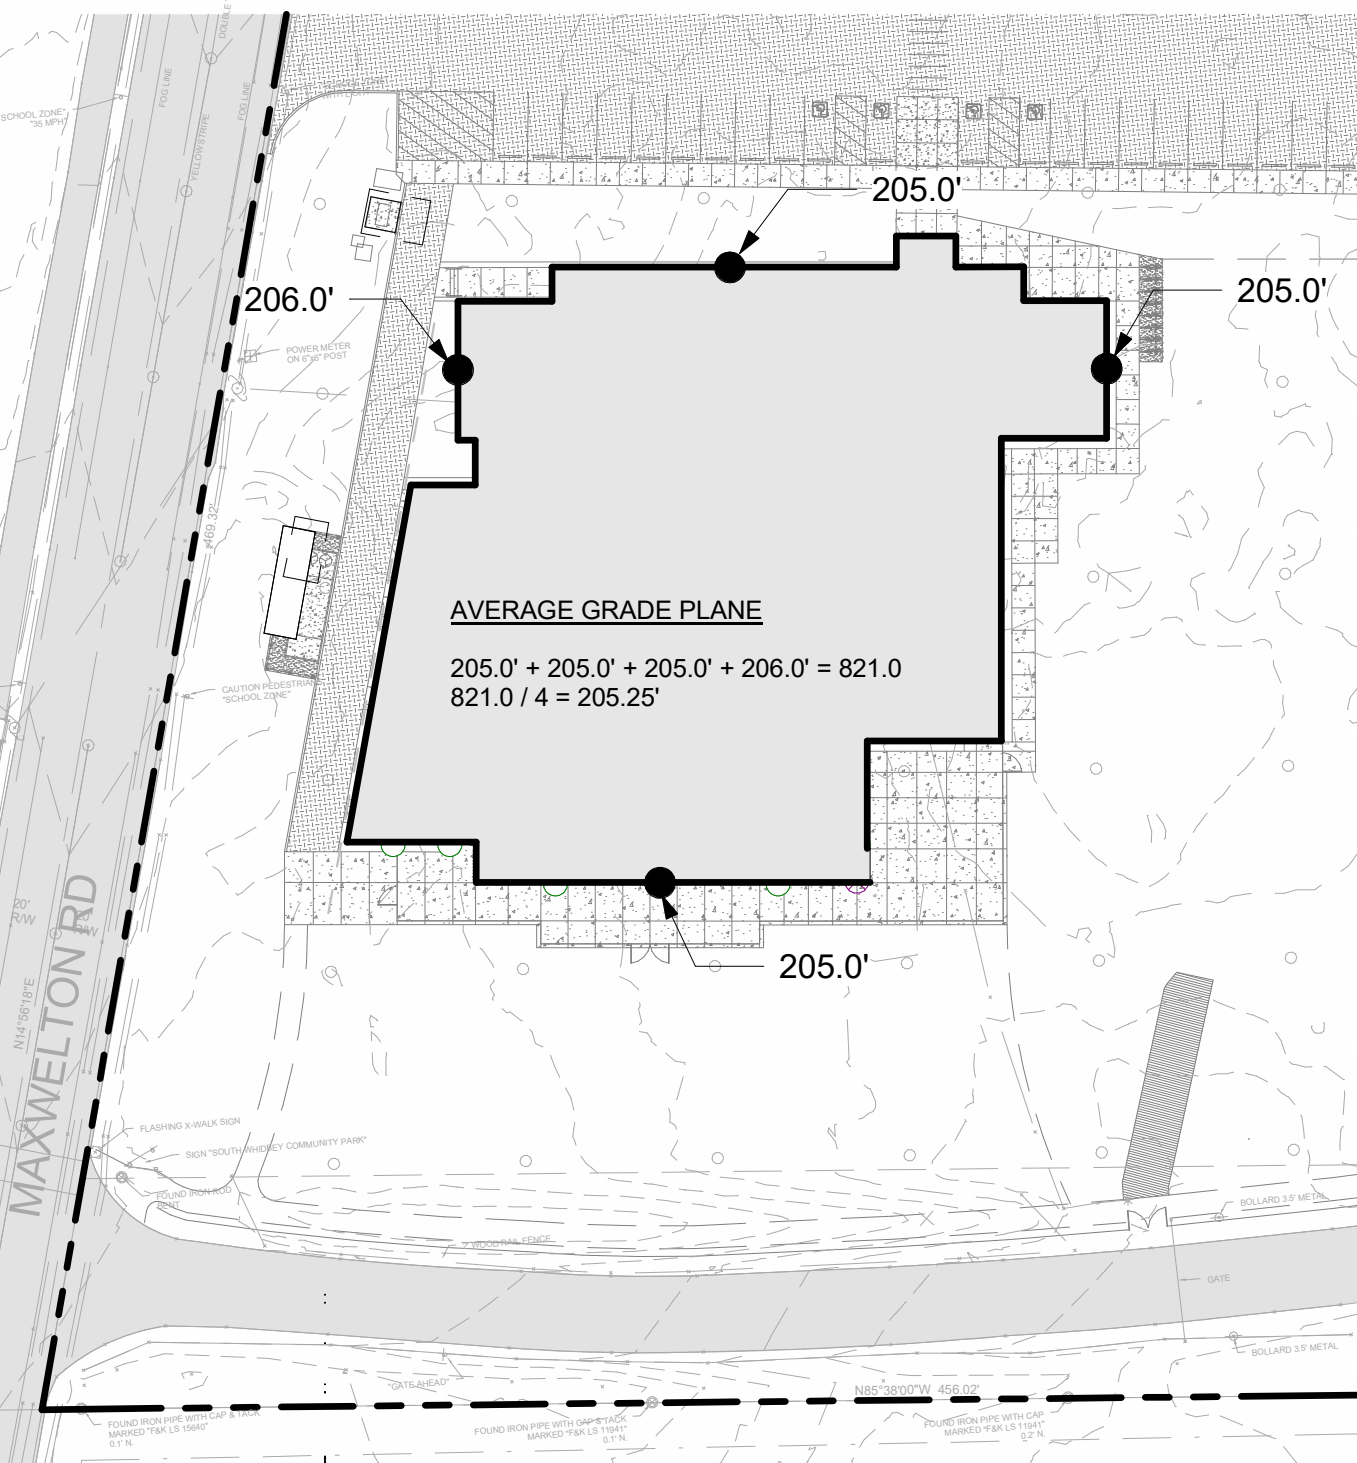 DOUBLE
FOG LINE
FOG LINE
YELLOW STRIPE
SCHOOL ZONE"
"35 MPH"
205.0'
206.0'
205.0'
POWER METER
ON 6"x6" POST
469.32'
AVERAGE GRADE PLANE
205.0' + 205.0' + 205.0' + 206.0' = 821.0
821.0 / 4 = 205.25'
CAUTION PEDESTRIAN
"SCHOOL ZONE"
20'
R/W
20'
R/W
205.0'
N14°56'18"E
MAXWELTON RD
FLASHING X-WALK SIGN
SIGN "SOUTH WHIDBEY COMMUNITY PARK"
FOUND IRON ROD
BENT
BOLLARD 3.5' METAL
WOOD RAIL FENCE
GATE
BOLLARD 3.5' METAL
"GATE AHEAD"
N85°38'00"W 456.02'
FOUND IRON PIPE WITH CAP & TACK
MARKED "F&K LS 15640"
0.1' N.
FOUND IRON PIPE WITH CAP & TACK
MARKED "F&K LS 11941"
0.1' N.
FOUND IRON PIPE WITH CAP
MARKED "F&K LS 11941"
0.2' N.